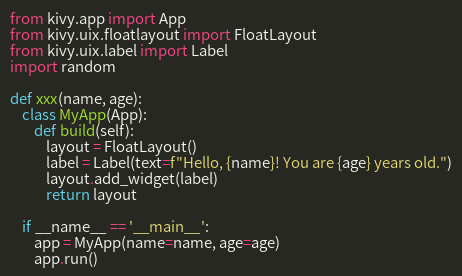 from kivy.app import App
from kivy.uix.floatlayout import FloatLayout
from kivy.uix.label import Label
import random

def xxx(name, age):
    class MyApp(App):
        def build(self):
            layout = FloatLayout()
            label = Label(text=f"Hello, {name}! You are {age} years old.")
            layout.add_widget(label)
            return layout

    if __name__ == '__main__':
        app = MyApp(name=name, age=age)
        app.run()